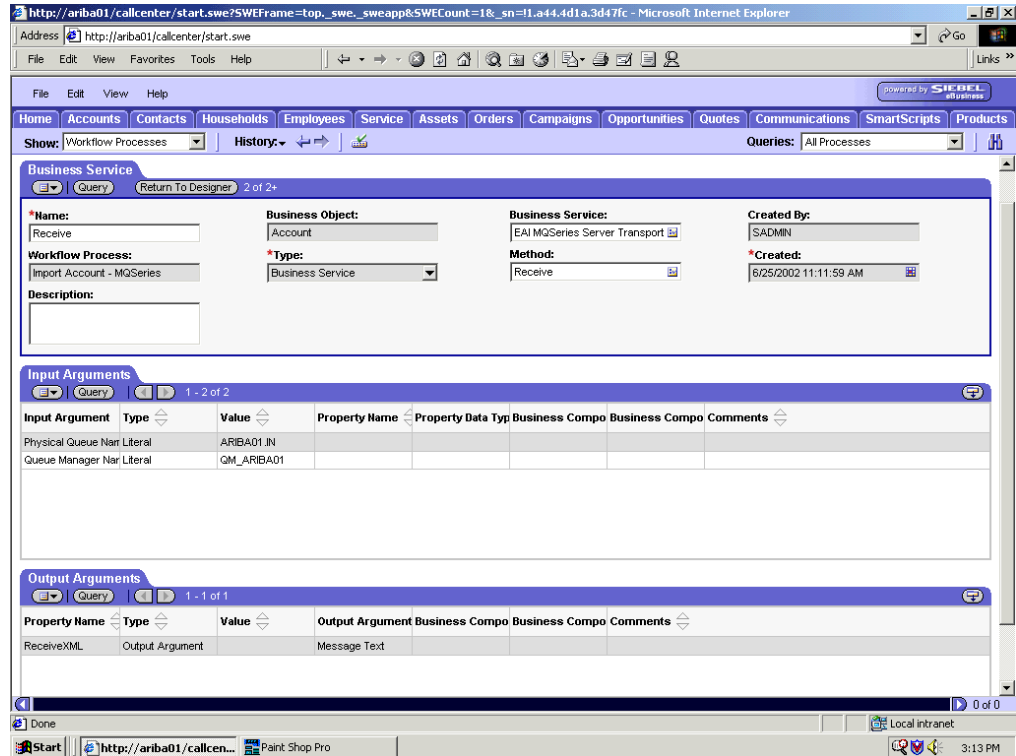 http://ariba01/callcenter/start.swe?SWEFrame=top._swe._sweapp&SWECount=1&_sn=!1.a44.4d1a.3d47fc - Microsoft Internet Explorer
Address http://ariba01/callcenter/start.swe Go
File Edit View Favorites Tools Help Links »
File Edit View Help powered by SIEBEL eBusiness
Home Accounts Contacts Households Employees Service Assets Orders Campaigns Opportunities Quotes Communications SmartScripts Products
Show: Workflow Processes History: Queries: All Processes
Business Service
Query Return To Designer 2 of 2+
*Name: Business Object: Business Service: Created By:
Receive Account EAI MQSeries Server Transport SADMIN
Workflow Process: *Type: Method: *Created:
Import Account - MQSeries Business Service Receive 6/25/2002 11:11:59 AM
Description:
Input Arguments
Query 1 - 2 of 2
Input Argument Type Value Property Name Property Data Typ Business Compo Business Compo Comments
Physical Queue Nam Literal ARIBA01.IN
Queue Manager Nar Literal QM_ARIBA01
Output Arguments
Query 1 - 1 of 1
Property Name Type Value Output Argument Business Compo Business Compo Comments
ReceiveXML Output Argument Message Text
0 of 0
Done Local intranet
Start http://ariba01/callcen... Paint Shop Pro 3:13 PM